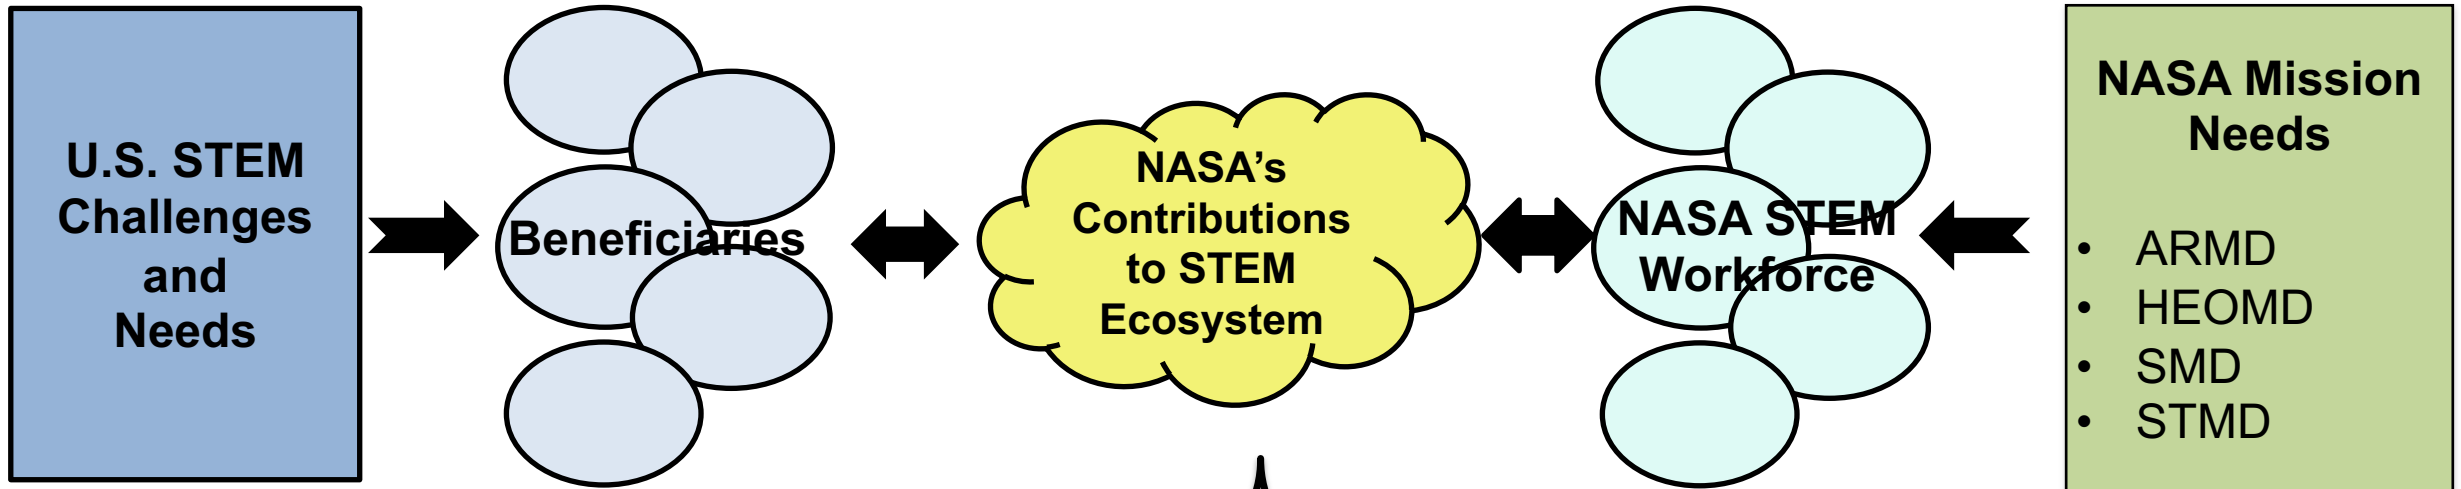 U.S. STEM
Challenges
and
Needs
Beneficiaries
NASA’s
Contributions
to STEM
Ecosystem
NASA STEM
Workforce
NASA Mission
Needs
• ARMD
• HEOMD
• SMD
• STMD